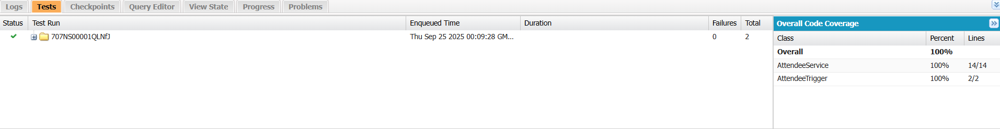 Logs Tests Checkpoints Query Editor View State Progress Problems
Status Test Run Enqueued Time Duration Failures Total
707NS00001QLNfJ Thu Sep 25 2025 00:09:28 GM... 0 2
Overall Code Coverage
Class Percent Lines
Overall 100%
AttendeeService 100% 14/14
AttendeeTrigger 100% 2/2